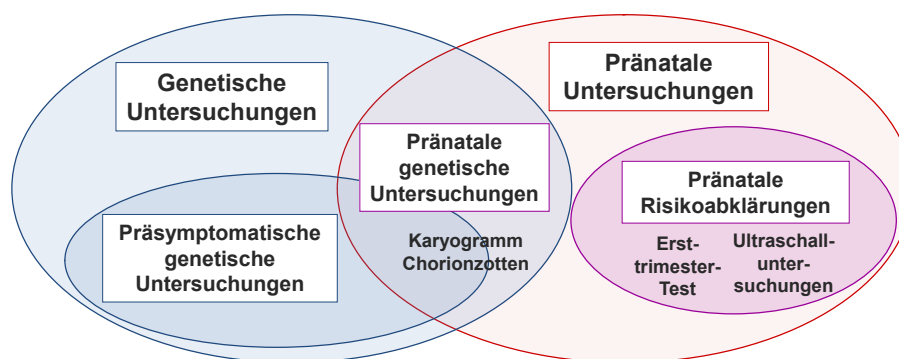 Genetische
Untersuchungen
Pränatale
Untersuchungen
Pränatale
genetische
Untersuchungen
Pränatale
Risikoabklärungen
Präsymptomatische
genetische
Untersuchungen
Karyogramm
Chorionzotten
Erst-
trimester-
Test
Ultraschall-
unter-
suchungen